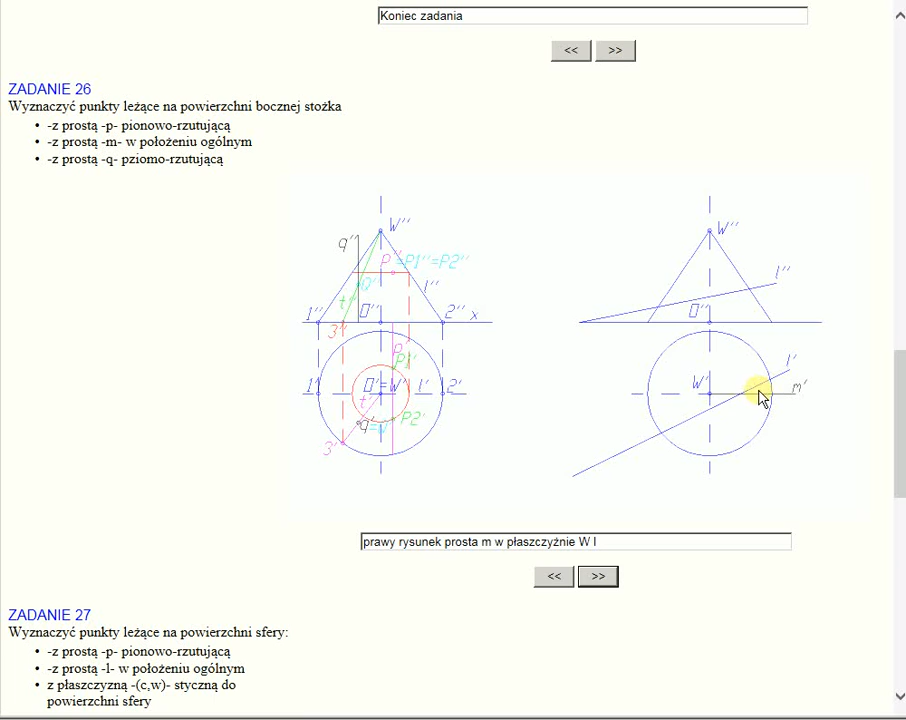 Koniec zadania
<< >>
ZADANIE 26
Wyznaczyć punkty leżące na powierzchni bocznej stożka
• -z prostą -p- pionowo-rzutującą
• -z prostą -m- w położeniu ogólnym
• -z prostą -q- pziomo-rzutującą
W'' W''
q''
P''=P1''=P2'' l''
Q'' l''
t''
1'' O'' 2'' x O''
3''
P'
P1' l'
1' O'=W' l' 2' W' m'
t'
q' P2'
3'
prawy rysunek prosta m w płaszczyźnie W l
<< >>
ZADANIE 27
Wyznaczyć punkty leżące na powierzchni sfery:
• -z prostą -p- pionowo-rzutującą
• -z prostą -l- w położeniu ogólnym
• z płaszczyzną -(c,w)- styczną do
powierzchni sfery